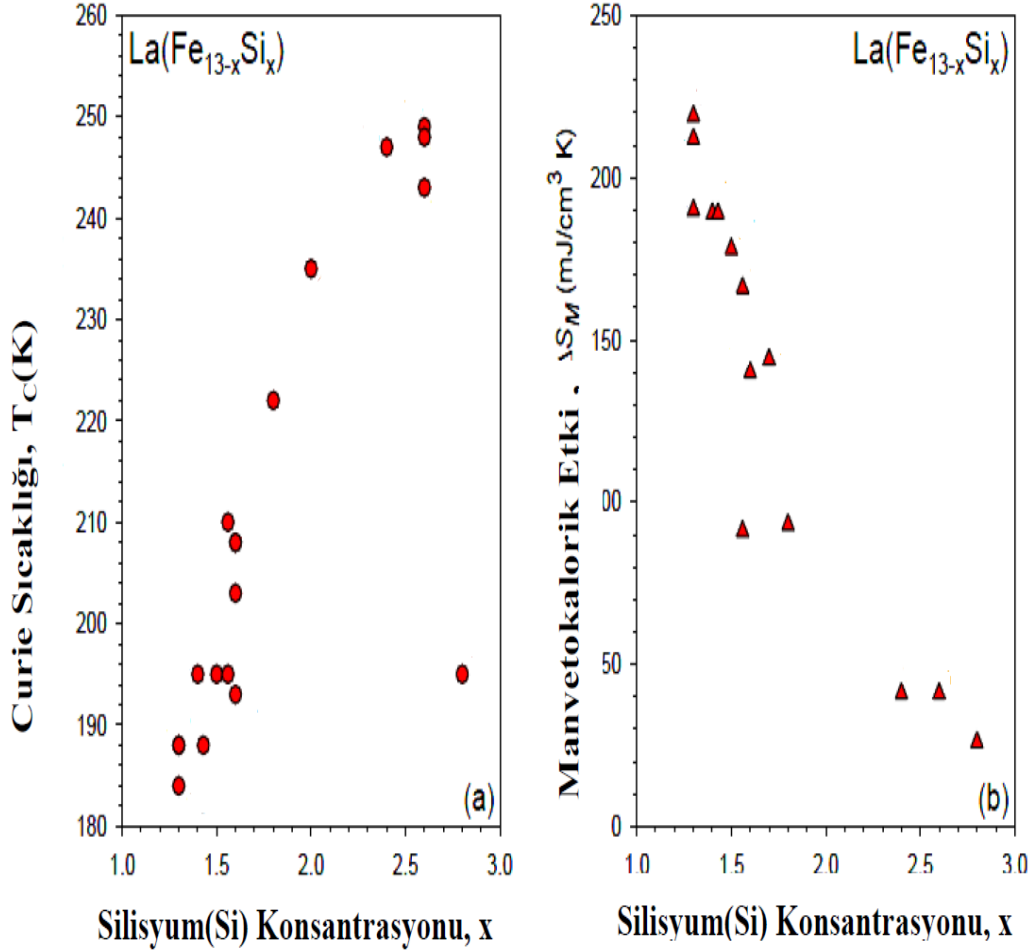 La(Fe13-xSix)
260
250
240
230
220
210
200
190
180
1.0 1.5 2.0 2.5 3.0
(a)
Curie Sıcaklığı, TC(K)
Silisyum(Si) Konsantrasyonu, x
La(Fe13-xSix)
250
200
150
00
50
0
1.0 1.5 2.0 2.5 3.0
(b)
Manvetokalorik Etki , SM (mJ/cm3 K)
Silisyum(Si) Konsantrasyonu, x